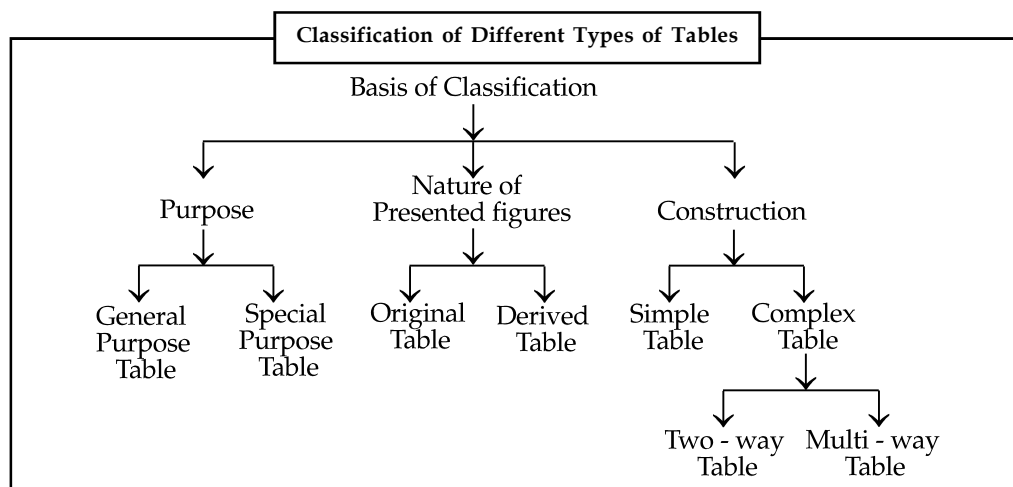 Classification of Different Types of Tables
Basis of Classification
Purpose
Nature of
Presented figures
Construction
General
Purpose
Table
Special
Purpose
Table
Original
Table
Derived
Table
Simple
Table
Complex
Table
Two - way
Table
Multi - way
Table